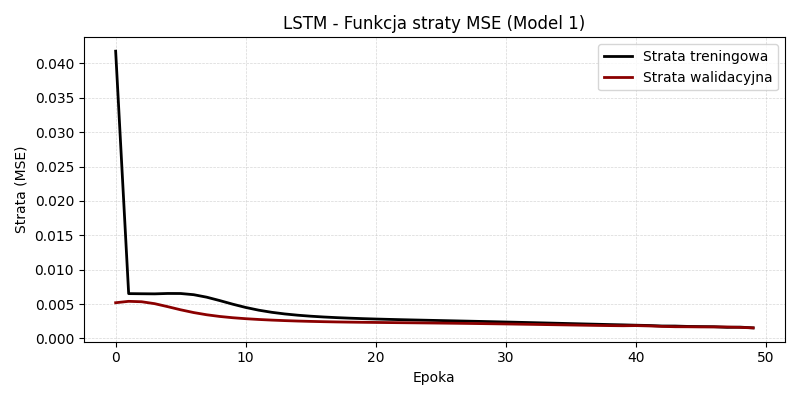 LSTM - Funkcja straty MSE (Model 1)
Strata treningowa
Strata walidacyjna
Strata (MSE)
0.040
0.035
0.030
0.025
0.020
0.015
0.010
0.005
0.000
0 10 20 30 40 50
Epoka